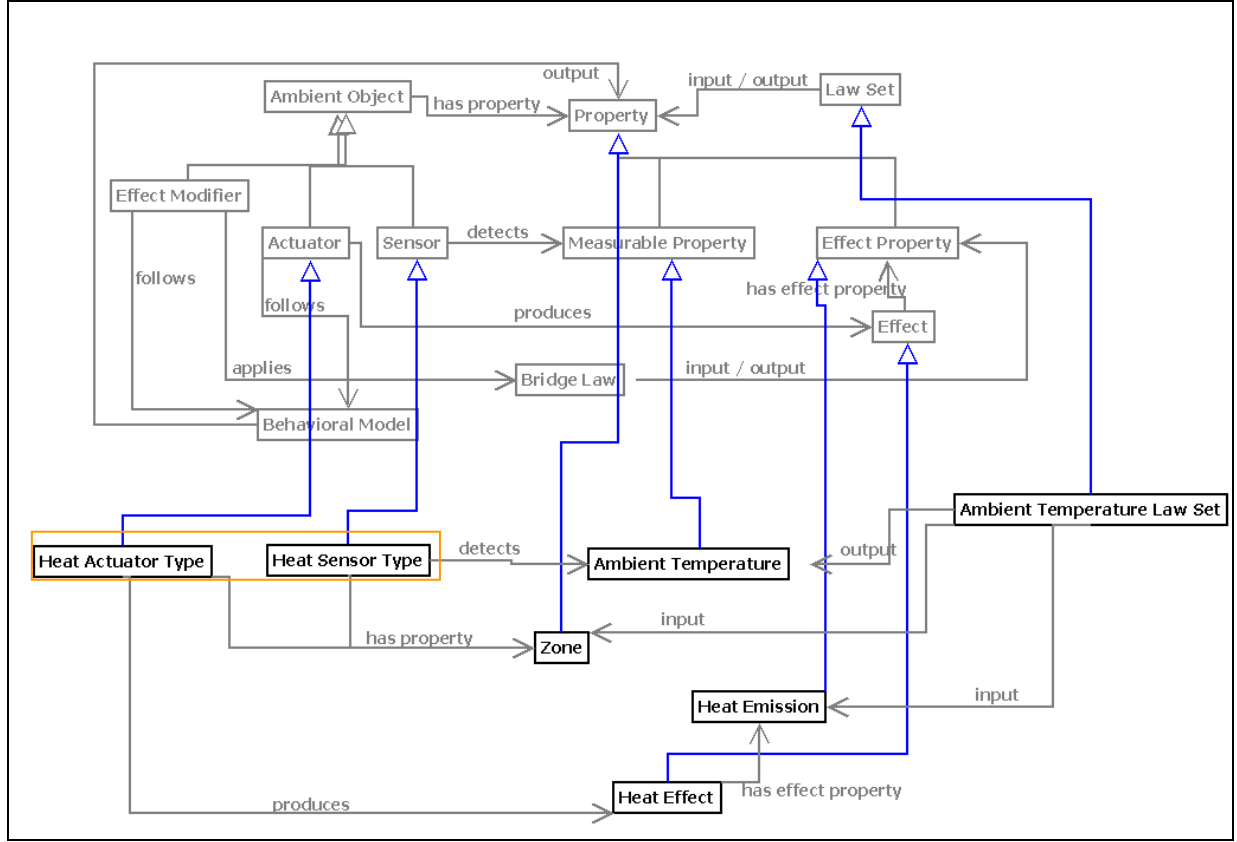 output
input / output
Law Set
Ambient Object
has property
Property
Effect Modifier
Actuator
Sensor
detects
Measurable Property
Effect Property
follows
has effect property
follows
produces
Effect
applies
Bridge Law
input / output
Behavioral Model
Ambient Temperature Law Set
Heat Actuator Type
Heat Sensor Type
detects
Ambient Temperature
output
has property
Zone
input
Heat Emission
input
produces
Heat Effect
has effect property